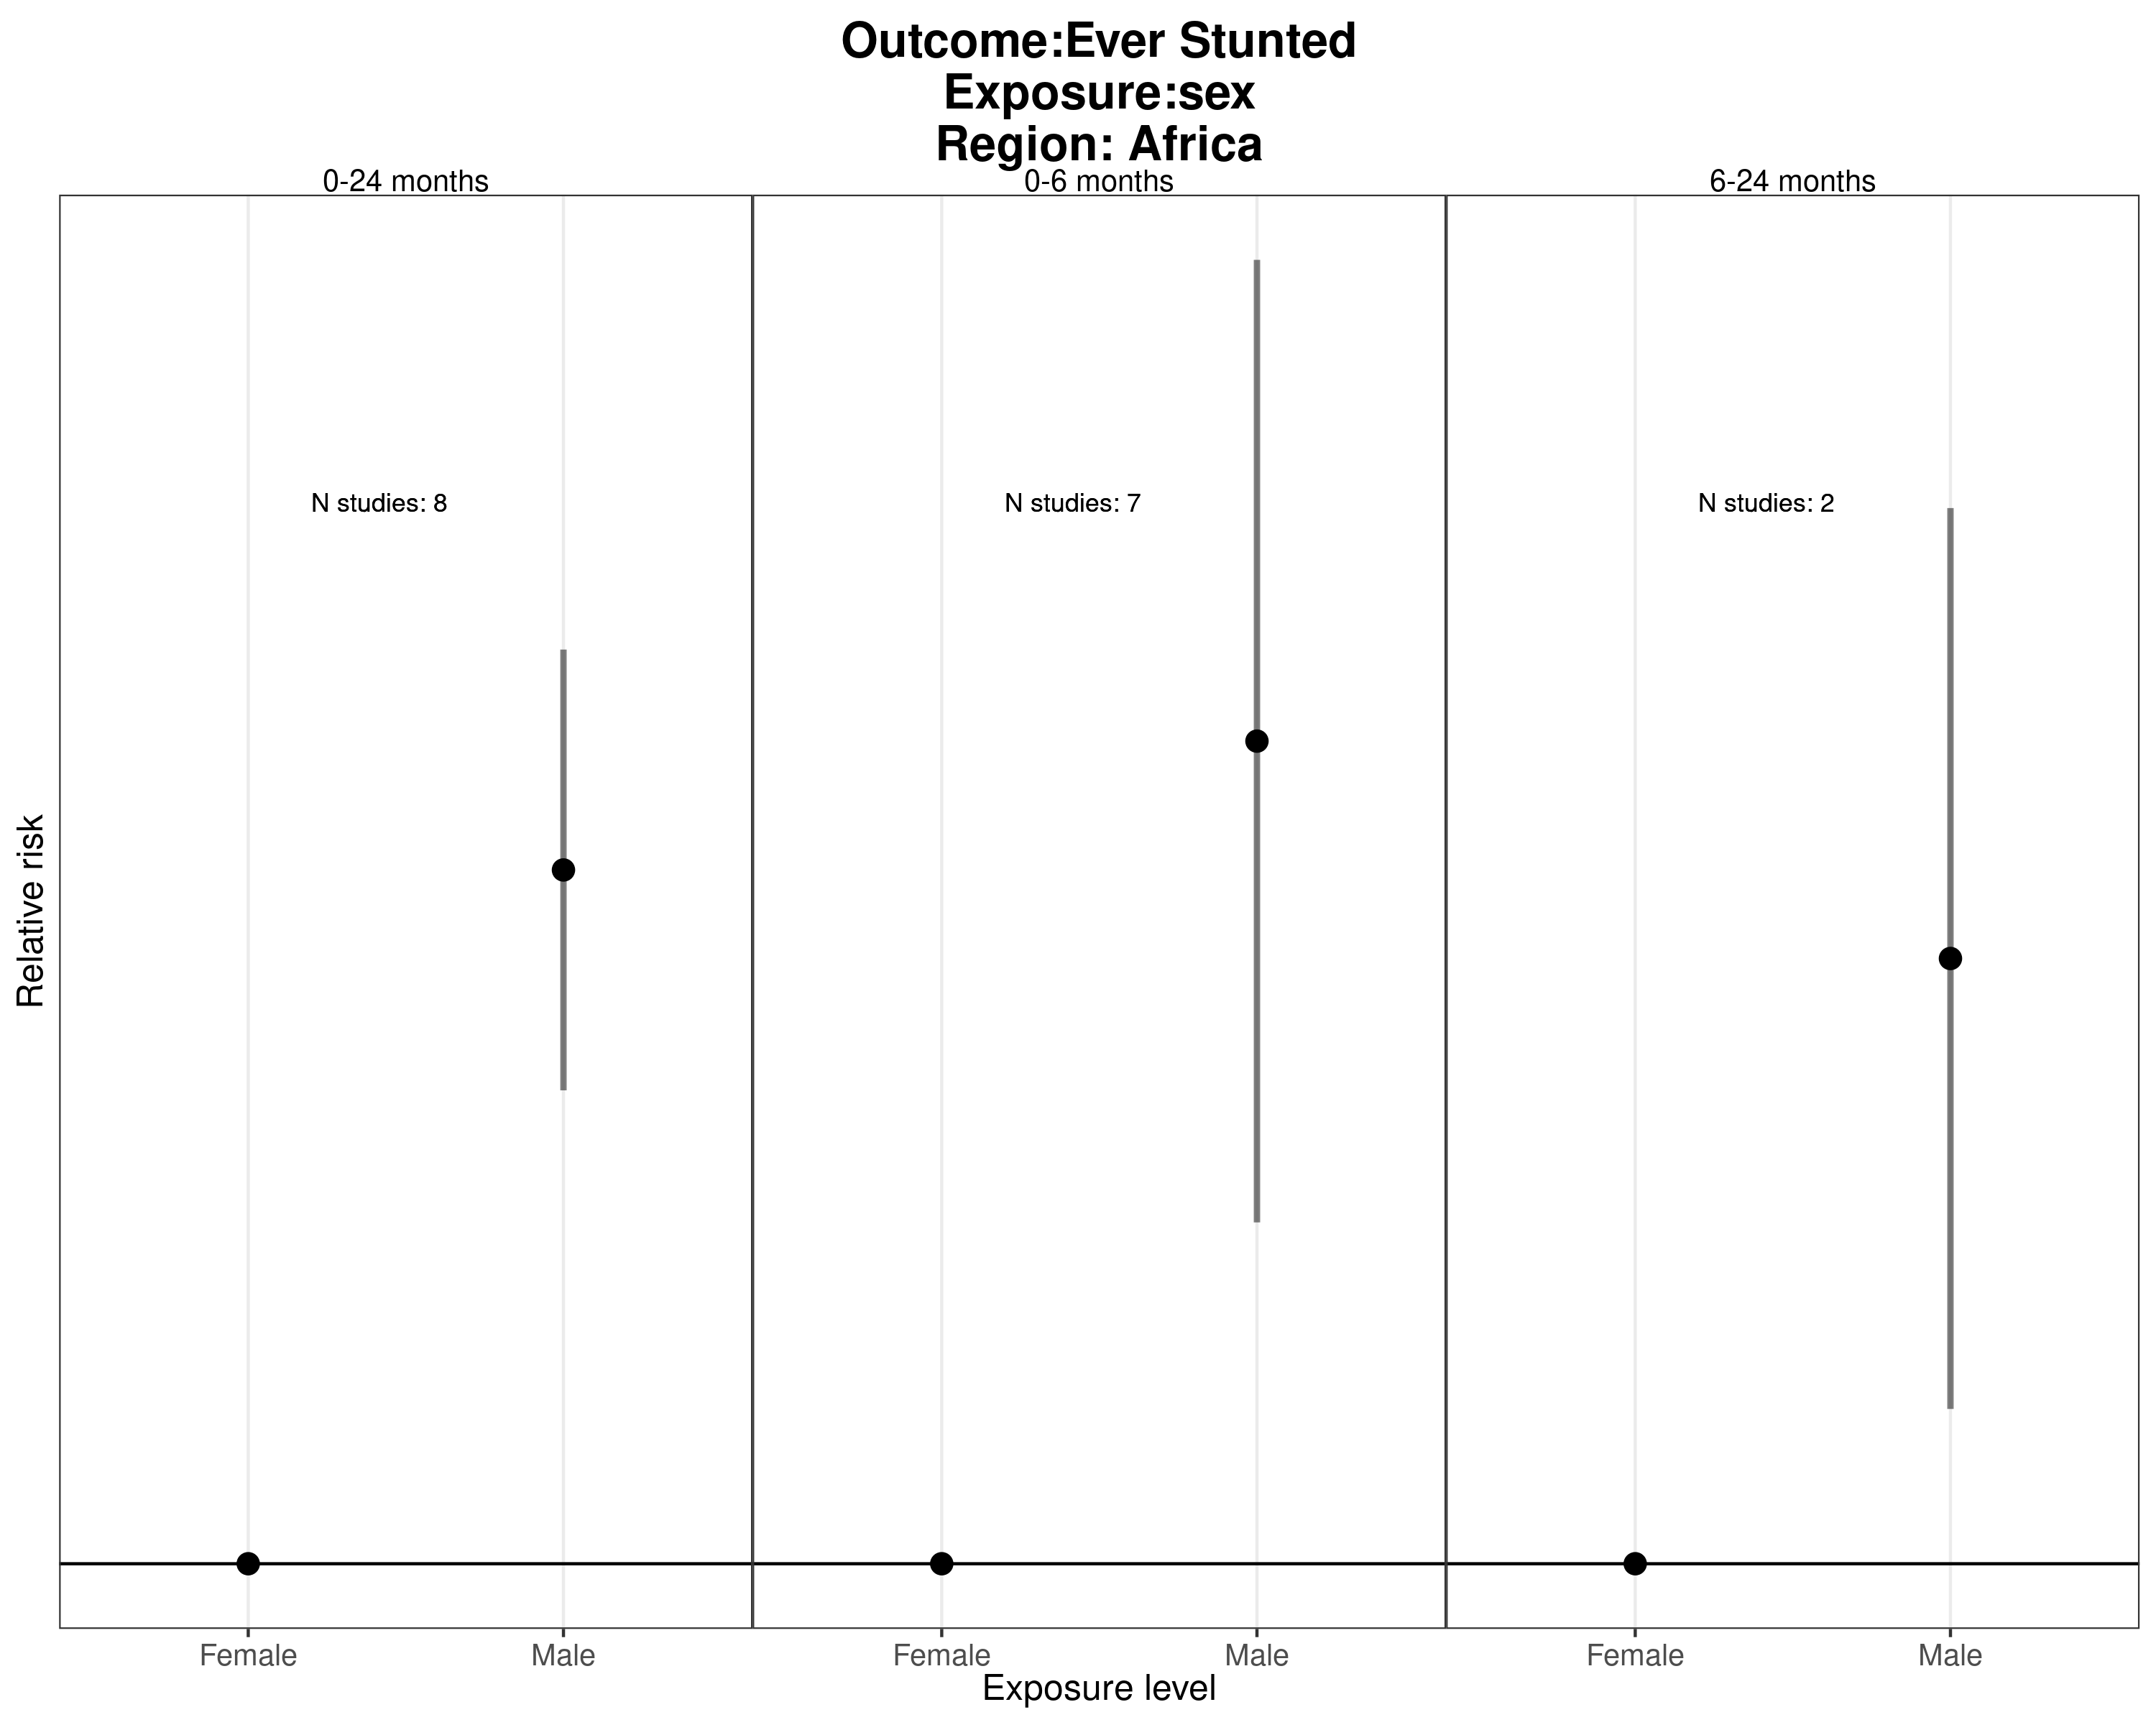 Outcome:Ever Stunted
Exposure:sex
Region: Africa
0-24 months
0-6 months
6-24 months
N studies: 8
N studies: 7
N studies: 2
Relative risk
Female
Male
Female
Male
Female
Male
Exposure level